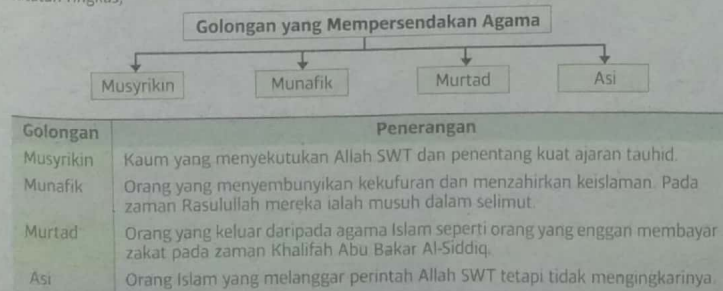 Golongan yang Mempersendakan Agama
Musyrikin Munafik Murtad Asi
Golongan Penerangan
Musyrikin Kaum yang menyekutukan Allah SWT dan penentang kuat ajaran tauhid.
Munafik Orang yang menyembunyikan kekufuran dan menzahirkan keislaman. Pada
zaman Rasulullah mereka ialah musuh dalam selimut.
Murtad Orang yang keluar daripada agama Islam seperti orang yang enggan membayar
zakat pada zaman Khalifah Abu Bakar Al-Siddiq.
Asi Orang Islam yang melanggar perintah Allah SWT tetapi tidak mengingkarinya.